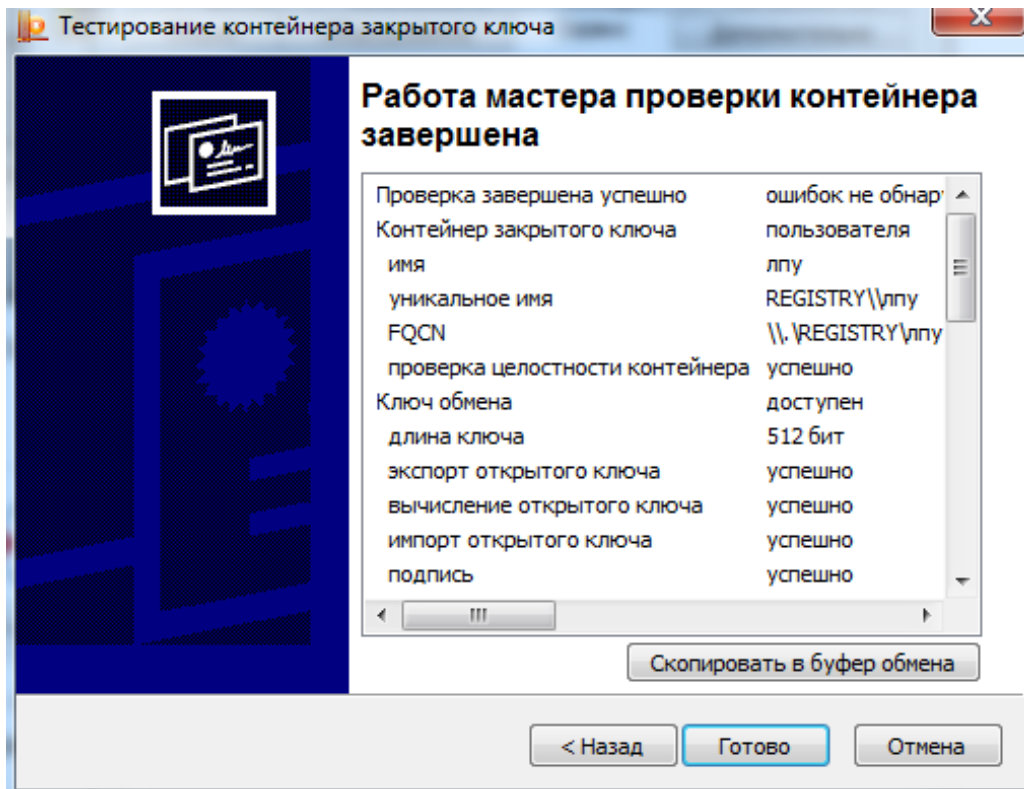 Тестирование контейнера закрытого ключа
Работа мастера проверки контейнера
завершена
Проверка завершена успешно ошибок не обнар
Контейнер закрытого ключа пользователя
имя лпу
уникальное имя REGISTRY\\лпу
FQCN \\.\REGISTRY\лпу
проверка целостности контейнера успешно
Ключ обмена доступен
длина ключа 512 бит
экспорт открытого ключа успешно
вычисление открытого ключа успешно
импорт открытого ключа успешно
подпись успешно
Скопировать в буфер обмена
< Назад Готово Отмена